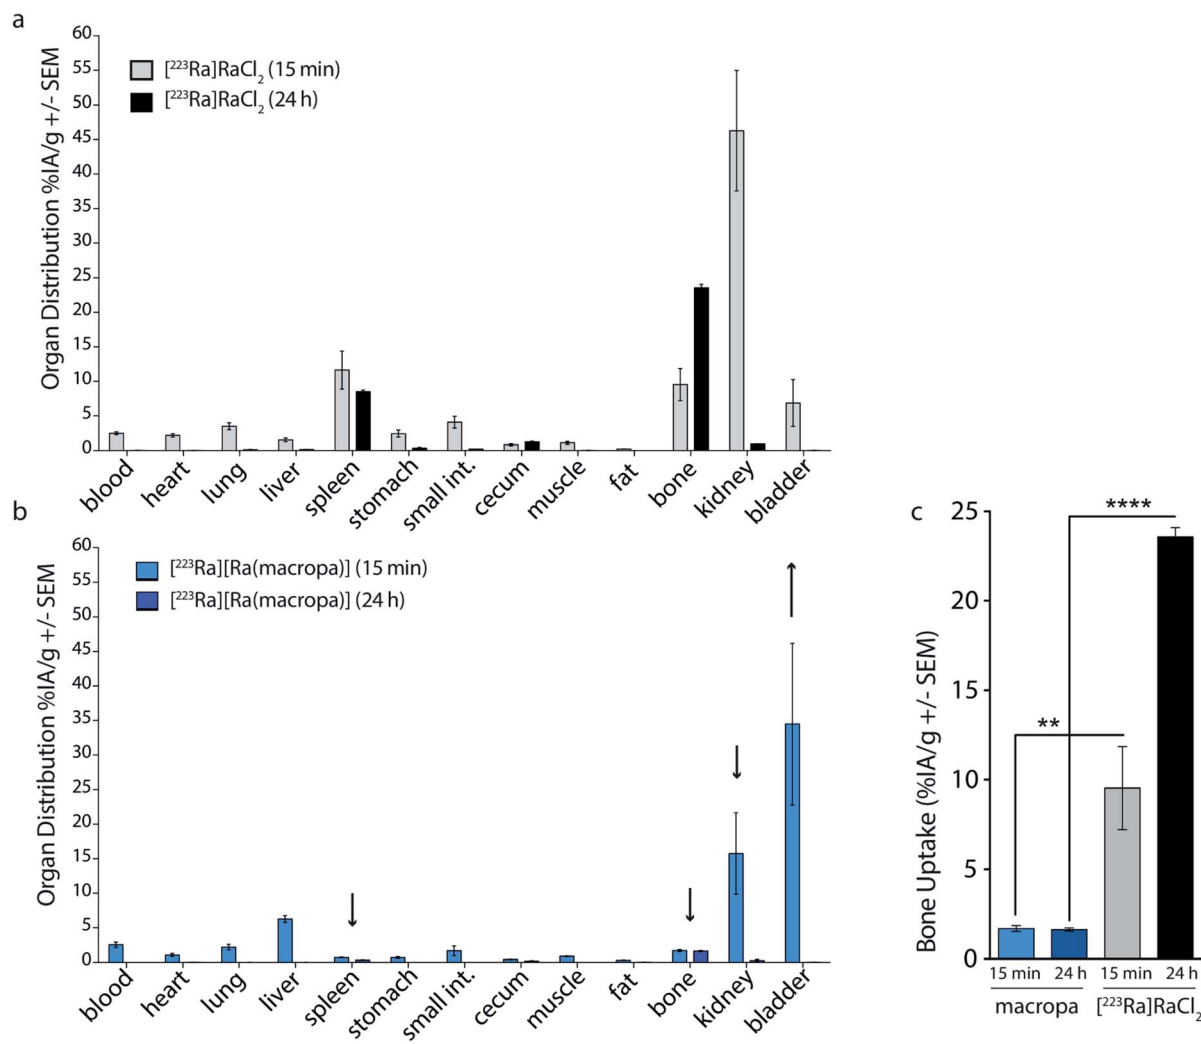 a
Organ Distribution %IA/g +/- SEM
60
55
50
45
40
35
30
25
20
15
10
5
0
[²²³Ra]RaCl₂ (15 min)
[²²³Ra]RaCl₂ (24 h)
blood
heart
lung
liver
spleen
stomach
small int.
cecum
muscle
fat
bone
kidney
bladder
b
Organ Distribution %IA/g +/- SEM
60
55
50
45
40
35
30
25
20
15
10
5
0
[²²³Ra][Ra(macropa)] (15 min)
[²²³Ra][Ra(macropa)] (24 h)
blood
heart
lung
liver
spleen
stomach
small int.
cecum
muscle
fat
bone
kidney
bladder
c
Bone Uptake (%IA/g +/- SEM)
25
20
15
10
5
0
****
**
15 min 24 h 15 min 24 h
macropa [²²³Ra]RaCl₂